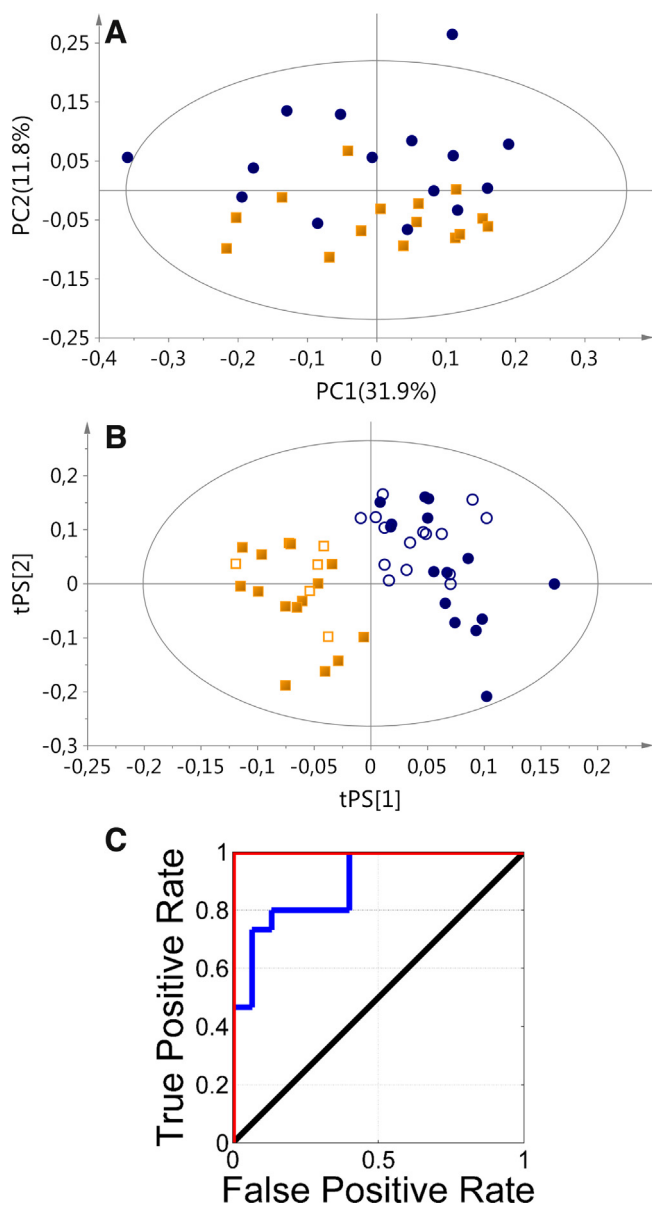 A
PC2(11.8%)
0,25
0,15
0,05
-0,05
-0,15
-0,25
-0,4 -0,3 -0,2 -0,1 0 0,1 0,2 0,3
PC1(31.9%)
B
tPS[2]
0,2
0,1
0
-0,1
-0,2
-0,3
-0,25 -0,2 -0,15 -0,1 -0,05 0 0,05 0,1 0,15 0,2
tPS[1]
C
True Positive Rate
1
0.8
0.6
0.4
0.2
0
0 0.5 1
False Positive Rate